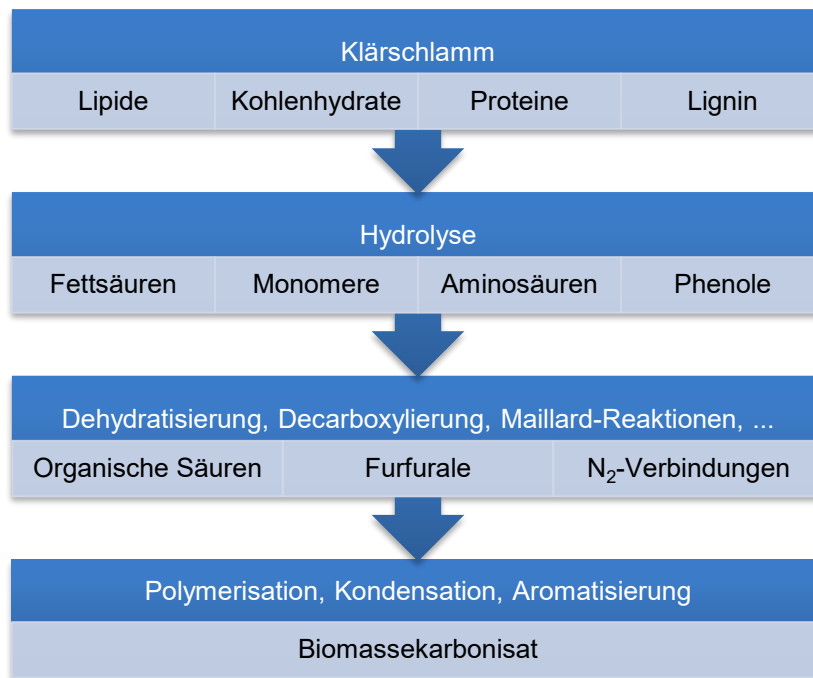 Klärschlamm
Lipide Kohlenhydrate Proteine Lignin
Hydrolyse
Fettsäuren Monomere Aminosäuren Phenole
Dehydratisierung, Decarboxylierung, Maillard-Reaktionen, ...
Organische Säuren Furfurale N₂-Verbindungen
Polymerisation, Kondensation, Aromatisierung
Biomassekarbonisat